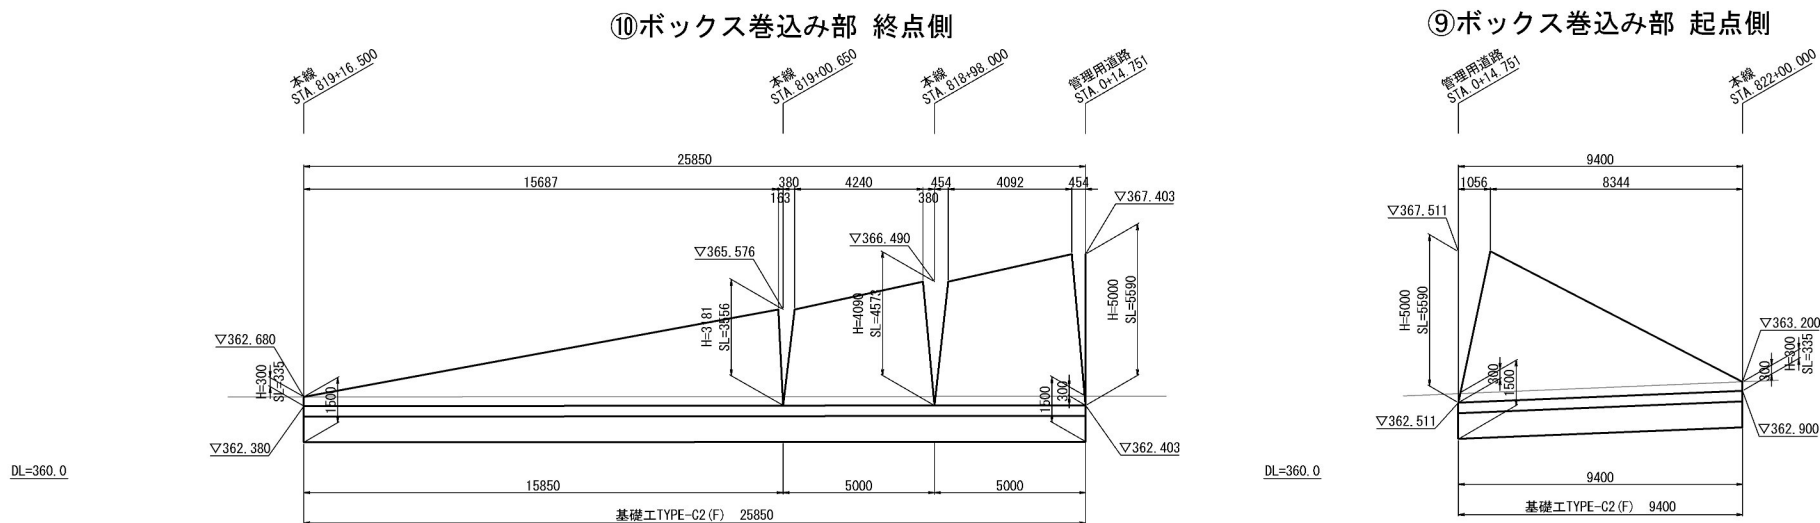 ⑩ボックス巻込み部 終点側
本線
STA.819+16.500
本線
STA.819+00.650
本線
STA.818+98.000
管理用道路
STA.0+14.751
25850
15687
163
380
4240
380
454
4092
454
▽367.403
▽366.490
▽365.576
▽362.680
H=300
SL=335
1500
H=3181
SL=3556
H=4090
SL=4573
H=5000
SL=5590
1500
300
▽362.380
▽362.403
DL=360.0
15850
5000
5000
基礎工TYPE-C2(F) 25850
⑨ボックス巻込み部 起点側
管理用道路
STA.0+14.751
本線
STA.822+00.000
9400
1056
8344
▽367.511
H=5000
SL=5590
300
1500
▽363.200
300
H=300
SL=335
▽362.511
▽362.900
DL=360.0
9400
基礎工TYPE-C2(F) 9400